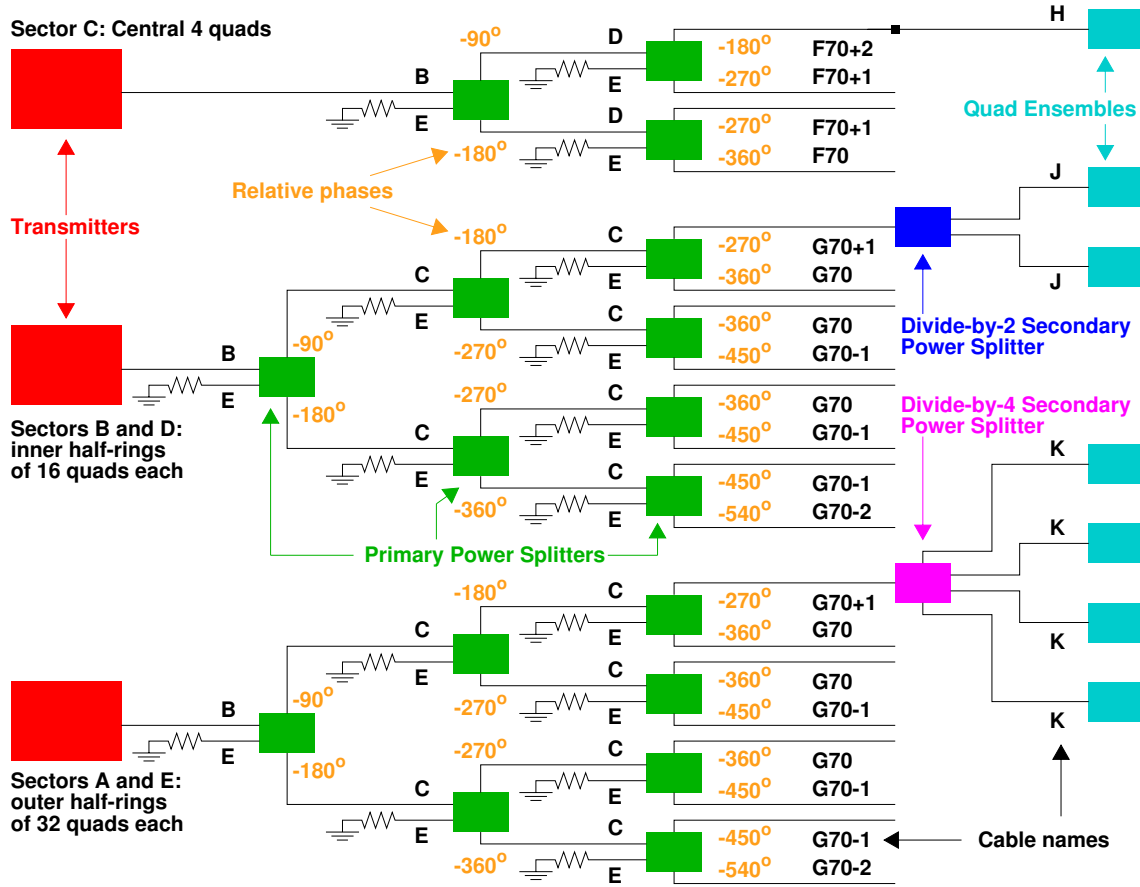 Sector C: Central 4 quads
H
-90°
D
-180° F70+2
B
E
-270° F70+1
E
D
-270° F70+1
Quad Ensembles
-180°
E
-360° F70
J
Relative phases
Transmitters
-180°
C
-270° G70+1
C
E
-360° G70
J
E
C
-360° G70
Divide-by-2 Secondary
Power Splitter
-90°
B
-270°
E
-450° G70-1
E
-270°
C
-360° G70
Divide-by-4 Secondary
Power Splitter
-180°
Sectors B and D:
inner half-rings
of 16 quads each
C
E
-450° G70-1
K
E
C
-450° G70-1
-360°
E
-540° G70-2
K
Primary Power Splitters
-180°
C
-270° G70+1
C
E
-360° G70
K
E
C
-360° G70
-90°
B
-270°
E
-450° G70-1
K
E
-270°
C
-360° G70
-180°
Sectors A and E:
outer half-rings
of 32 quads each
C
E
-450° G70-1
E
C
-450° G70-1
Cable names
-360°
E
-540° G70-2